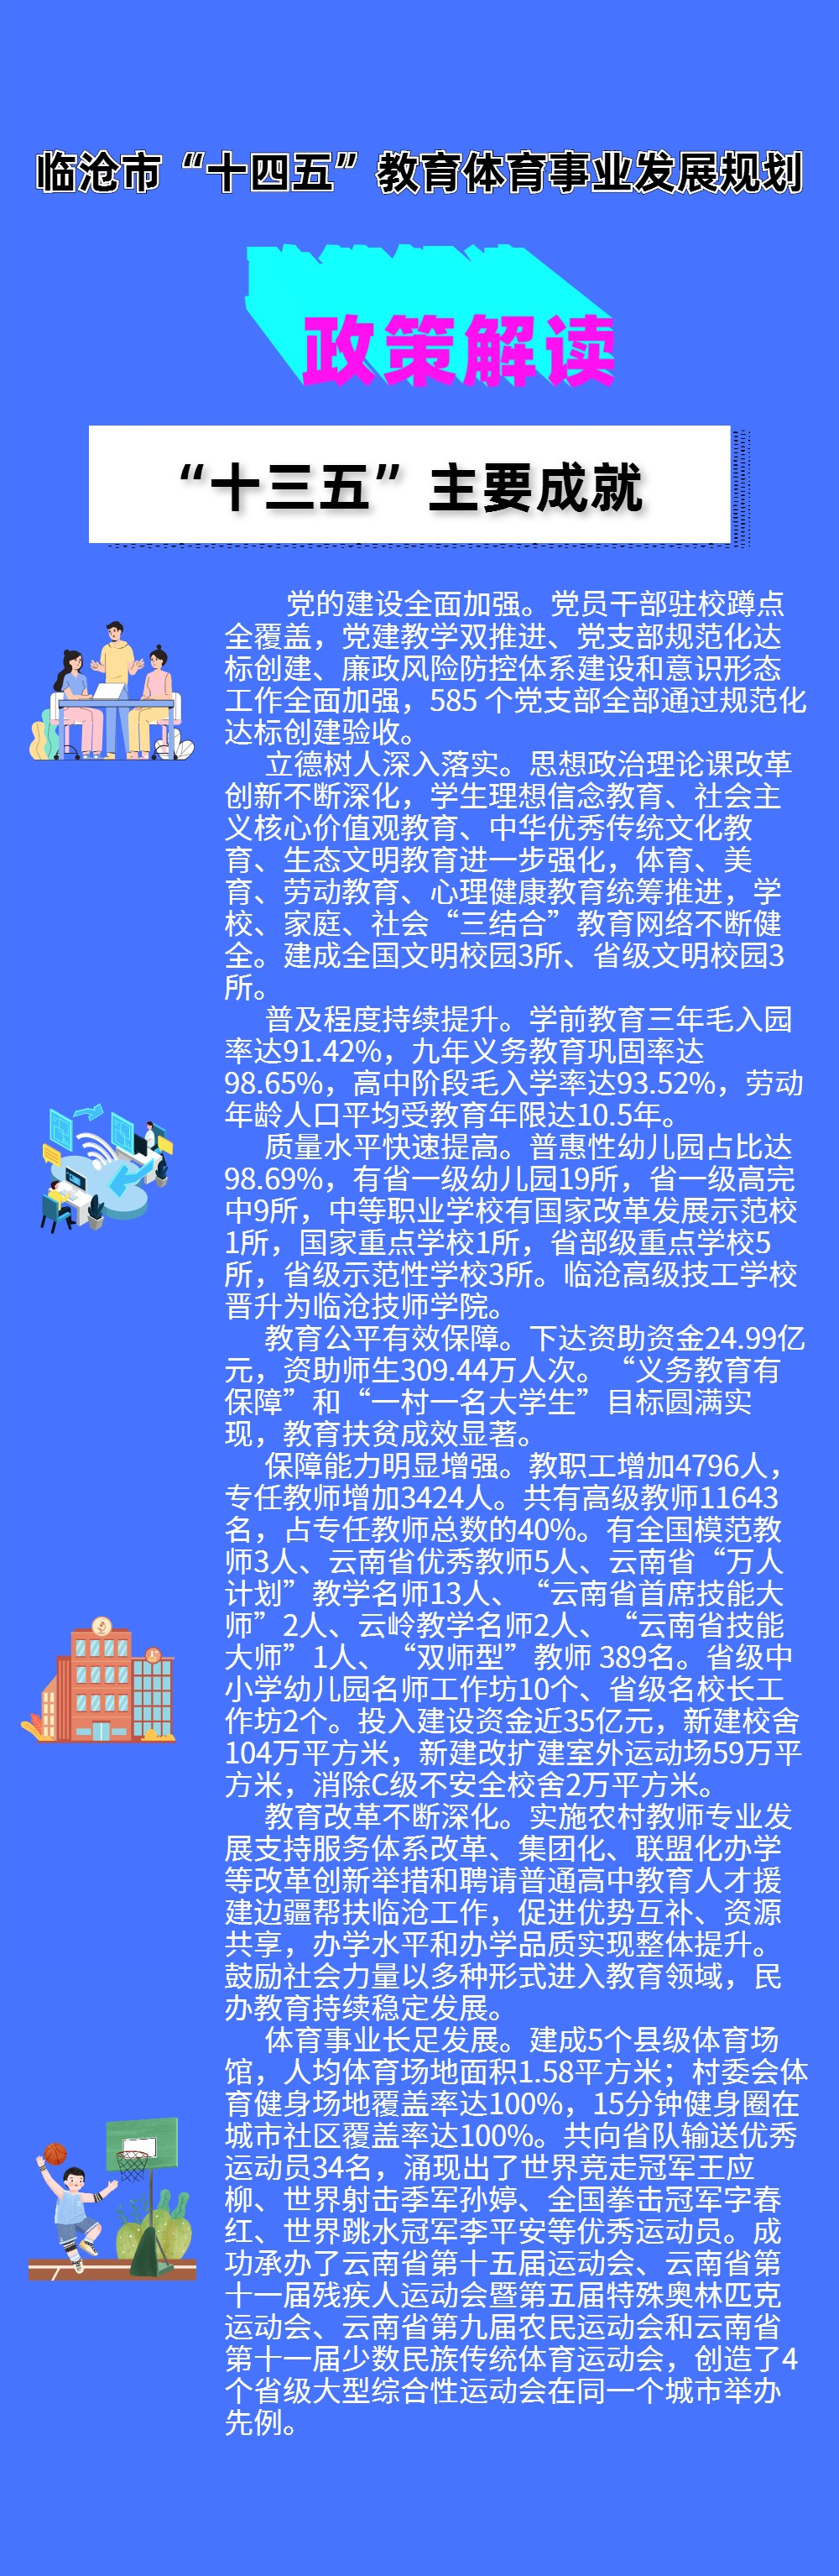 临沧市“十四五”教育体育事业发展规划
政策解读
“十三五”主要成就
党的建设全面加强。党员干部驻校蹲点
全覆盖，党建教学双推进、党支部规范化达
标创建、廉政风险防控体系建设和意识形态
工作全面加强，585 个党支部全部通过规范化
达标创建验收。
立德树人深入落实。思想政治理论课改革
创新不断深化，学生理想信念教育、社会主
义核心价值观教育、中华优秀传统文化教
育、生态文明教育进一步强化，体育、美
育、劳动教育、心理健康教育统筹推进，学
校、家庭、社会“三结合”教育网络不断健
全。建成全国文明校园3所、省级文明校园3
所。
普及程度持续提升。学前教育三年毛入园
率达91.42%，九年义务教育巩固率达
98.65%，高中阶段毛入学率达93.52%，劳动
年龄人口平均受教育年限达10.5年。
质量水平快速提高。普惠性幼儿园占比达
98.69%，有省一级幼儿园19所，省一级高完
中9所，中等职业学校有国家改革发展示范校
1所，国家重点学校1所，省部级重点学校5
所，省级示范性学校3所。临沧高级技工学校
晋升为临沧技师学院。
教育公平有效保障。下达资助资金24.99亿
元，资助师生309.44万人次。“义务教育有
保障”和“一村一名大学生”目标圆满实
现，教育扶贫成效显著。
保障能力明显增强。教职工增加4796人，
专任教师增加3424人。共有高级教师11643
名，占专任教师总数的40%。有全国模范教
师3人、云南省优秀教师5人、云南省“万人
计划”教学名师13人、“云南省首席技能大
师”2人、云岭教学名师2人、“云南省技能
大师”1人、“双师型”教师 389名。省级中
小学幼儿园名师工作坊10个、省级名校长工
作坊2个。投入建设资金近35亿元，新建校舍
104万平方米，新建改扩建室外运动场59万平
方米，消除C级不安全校舍2万平方米。
教育改革不断深化。实施农村教师专业发
展支持服务体系改革、集团化、联盟化办学
等改革创新举措和聘请普通高中教育人才援
建边疆帮扶临沧工作，促进优势互补、资源
共享，办学水平和办学品质实现整体提升。
鼓励社会力量以多种形式进入教育领域，民
办教育持续稳定发展。
体育事业长足发展。建成5个县级体育场
馆，人均体育场地面积1.58平方米；村委会体
育健身场地覆盖率达100%，15分钟健身圈在
城市社区覆盖率达100%。共向省队输送优秀
运动员34名，涌现出了世界竞走冠军王应
柳、世界射击季军孙婷、全国拳击冠军字春
红、世界跳水冠军李平安等优秀运动员。成
功承办了云南省第十五届运动会、云南省第
十一届残疾人运动会暨第五届特殊奥林匹克
运动会、云南省第九届农民运动会和云南省
第十一届少数民族传统体育运动会，创造了4
个省级大型综合性运动会在同一个城市举办
先例。